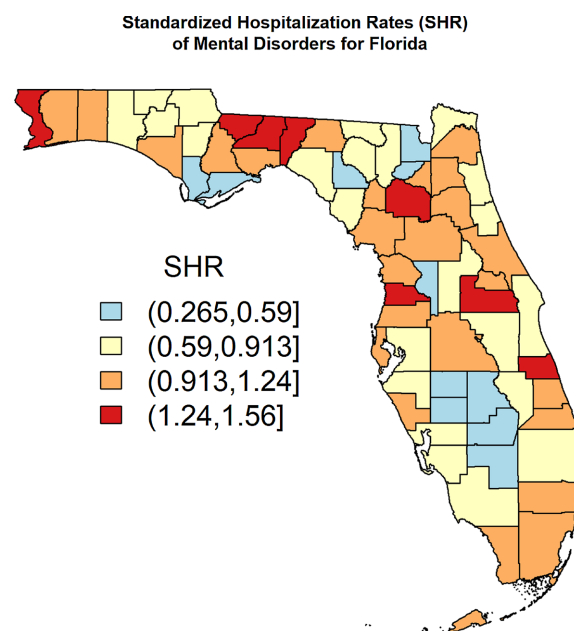 Standardized Hospitalization Rates (SHR)
of Mental Disorders for Florida
SHR
(0.265,0.59]
(0.59,0.913]
(0.913,1.24]
(1.24,1.56]